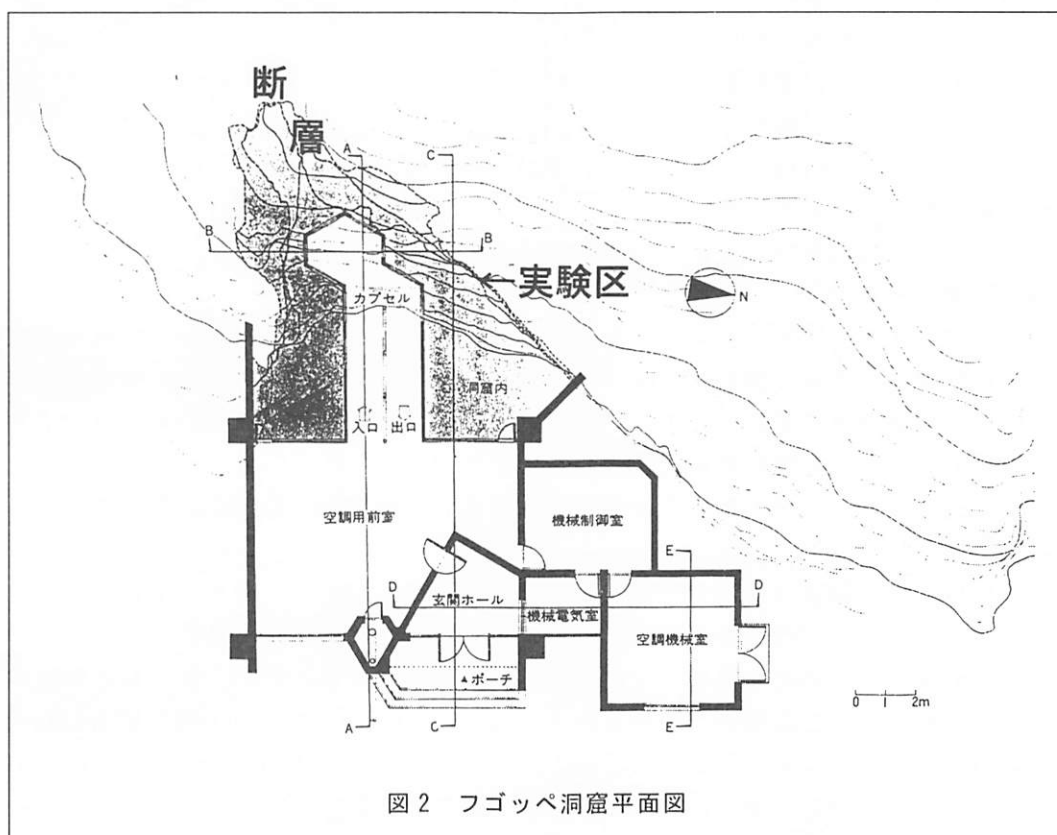 断
層
A
C
B
B
←実験区
N
カプセル
洞窟内
入口
出口
空調用前室
機械制御室
E
D
D
玄関ホール
機械電気室
空調機械室
▲ポーチ
0 1 2m
A
C
E
図2 フゴッペ洞窟平面図